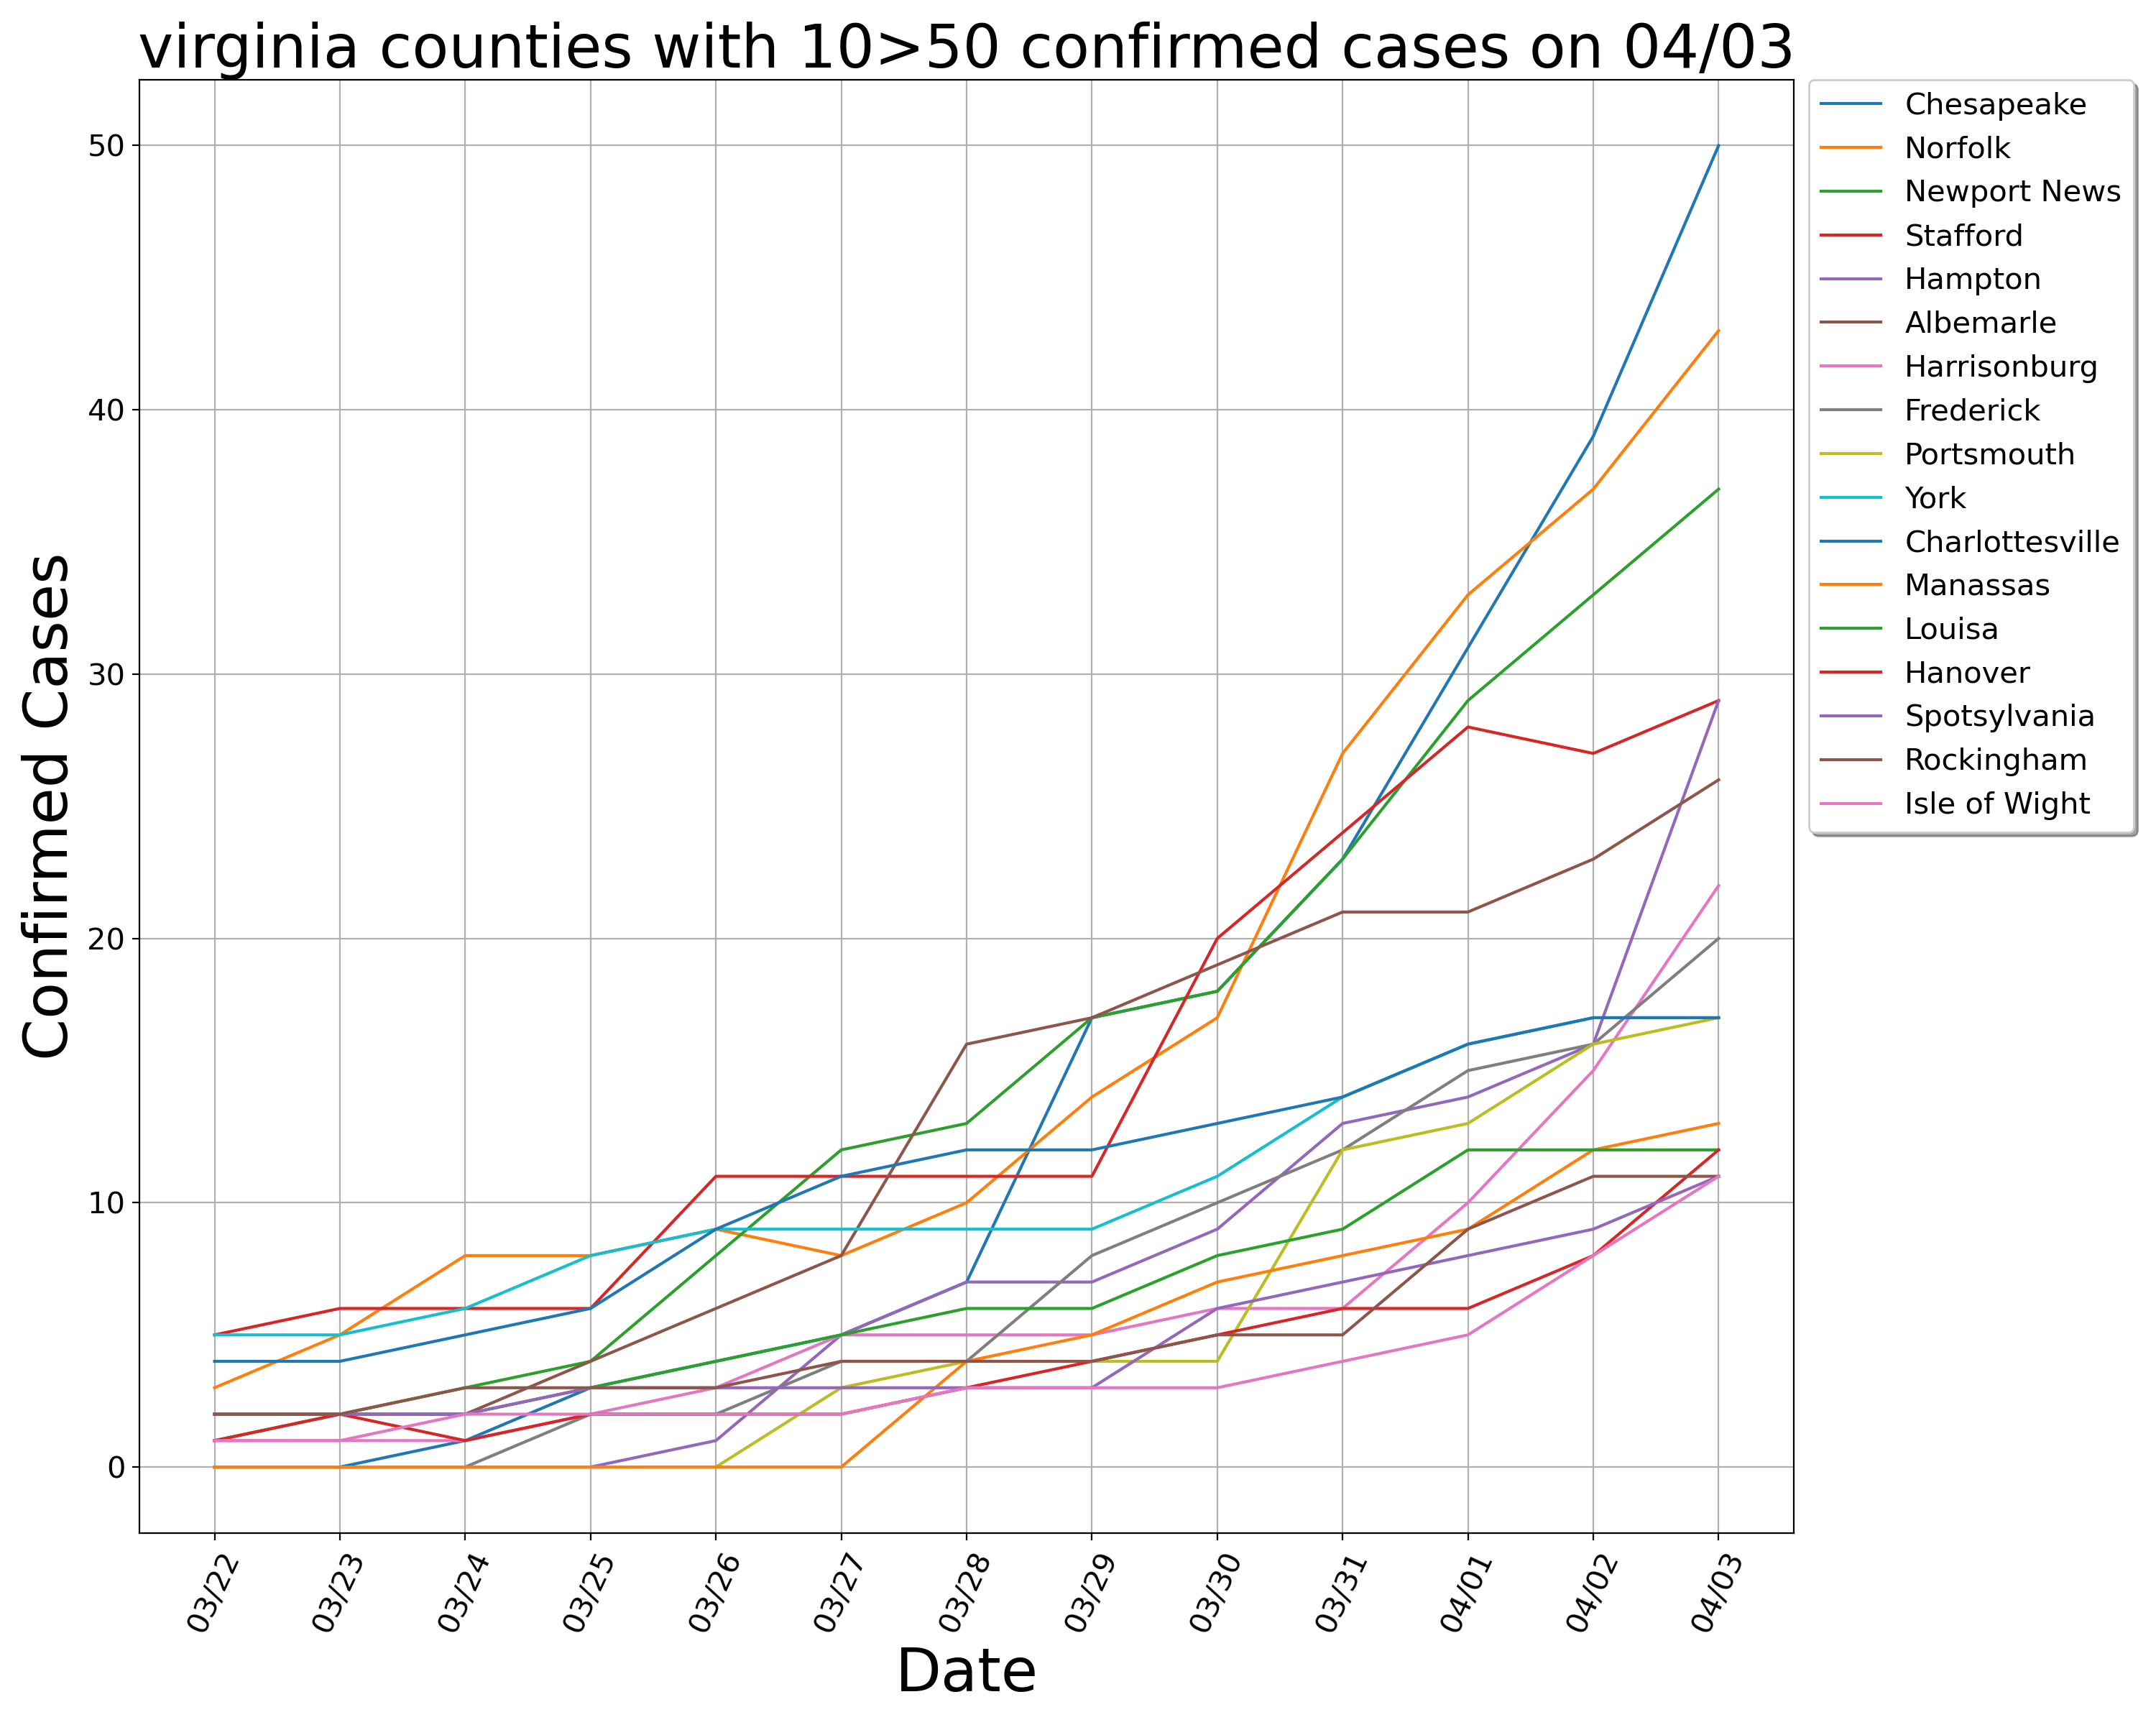 virginia counties with 10>50 confirmed cases on 04/03
Confirmed Cases
50
40
30
20
10
0
03/22
03/23
03/24
03/25
03/26
03/27
03/28
03/29
03/30
03/31
04/01
04/02
04/03
Date
Chesapeake
Norfolk
Newport News
Stafford
Hampton
Albemarle
Harrisonburg
Frederick
Portsmouth
York
Charlottesville
Manassas
Louisa
Hanover
Spotsylvania
Rockingham
Isle of Wight